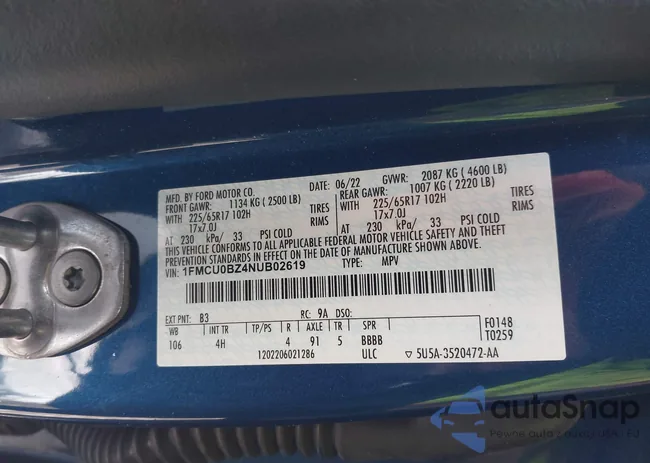 MFD. BY FORD MOTOR CO.
DATE: 06/22 GVWR: 2087 KG ( 4600 LB)
FRONT GAWR: 1134 KG ( 2500 LB) REAR GAWR: 1007 KG ( 2220 LB)
WITH 225/65R17 102H TIRES WITH 225/65R17 102H TIRES
17x7.0J RIMS 17x7.0J RIMS
AT 230 kPa/ 33 PSI COLD AT 230 kPa/ 33 PSI COLD
THIS VEHICLE CONFORMS TO ALL APPLICABLE FEDERAL MOTOR VEHICLE SAFETY AND THEFT
PREVENTION STANDARDS IN EFFECT ON THE DATE OF MANUFACTURE SHOWN ABOVE.
1FMCU0BZ4NUB02619 TYPE: MPV
EXT PNT: B3 RC: 9A DSO:
WB INT TR TP/PS R AXLE TR SPR F0148
106 4H 4 91 5 BBBB T0259
1202206021286 ULC 5U5A-3520472-AA
autoSnap
Pewne auto z aukcji USA, EU